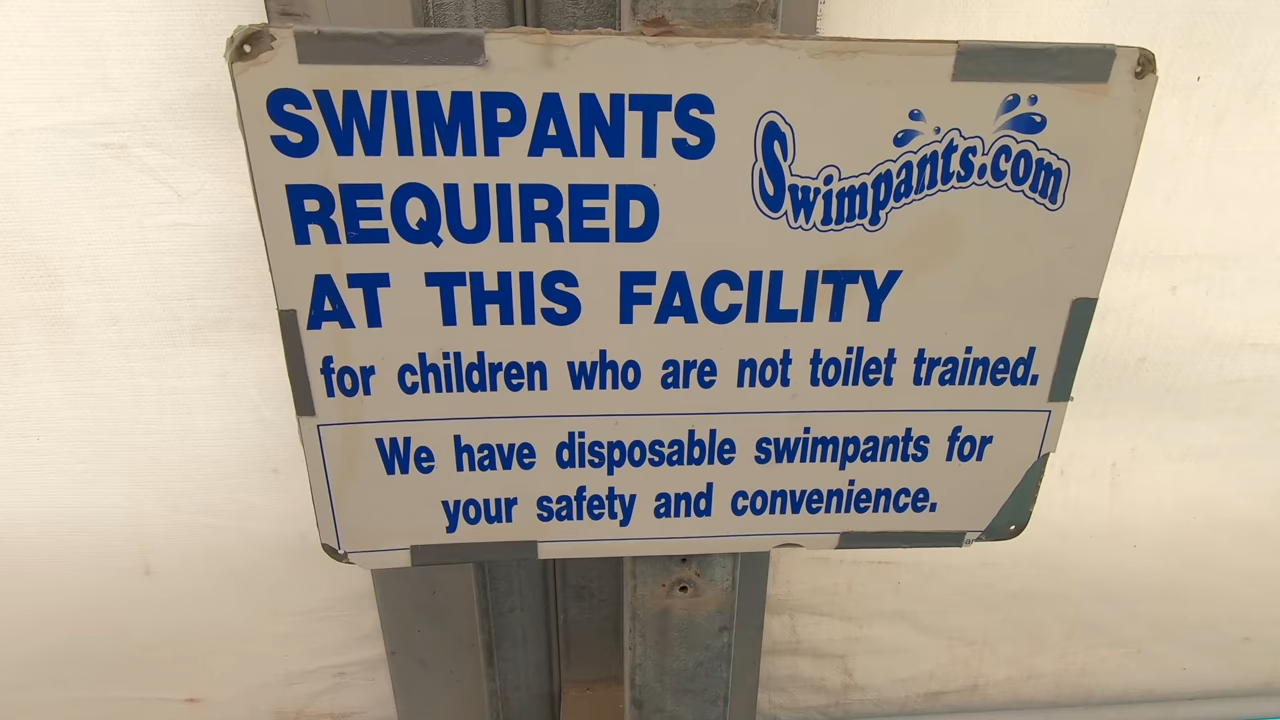 SWIMPANTS
Swimpants.com
REQUIRED
AT THIS FACILITY
for children who are not toilet trained.
We have disposable swimpants for
your safety and convenience.